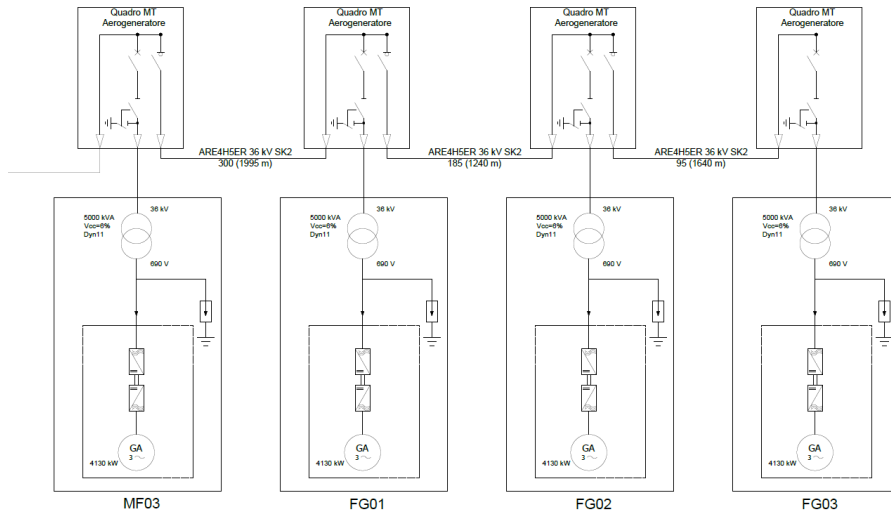 Quadro MT
Aerogeneratore
Quadro MT
Aerogeneratore
Quadro MT
Aerogeneratore
Quadro MT
Aerogeneratore
ARE4H5ER 36 kV SK2
300 (1995 m)
ARE4H5ER 36 kV SK2
185 (1240 m)
ARE4H5ER 36 kV SK2
95 (1640 m)
36 kV
5000 kVA
Vcc=6%
Dyn11
690 V
36 kV
5000 kVA
Vcc=6%
Dyn11
690 V
36 kV
5000 kVA
Vcc=6%
Dyn11
690 V
36 kV
5000 kVA
Vcc=6%
Dyn11
690 V
GA
3
4130 kW
GA
3
4130 kW
GA
3
4130 kW
GA
3
4130 kW
MF03
FG01
FG02
FG03